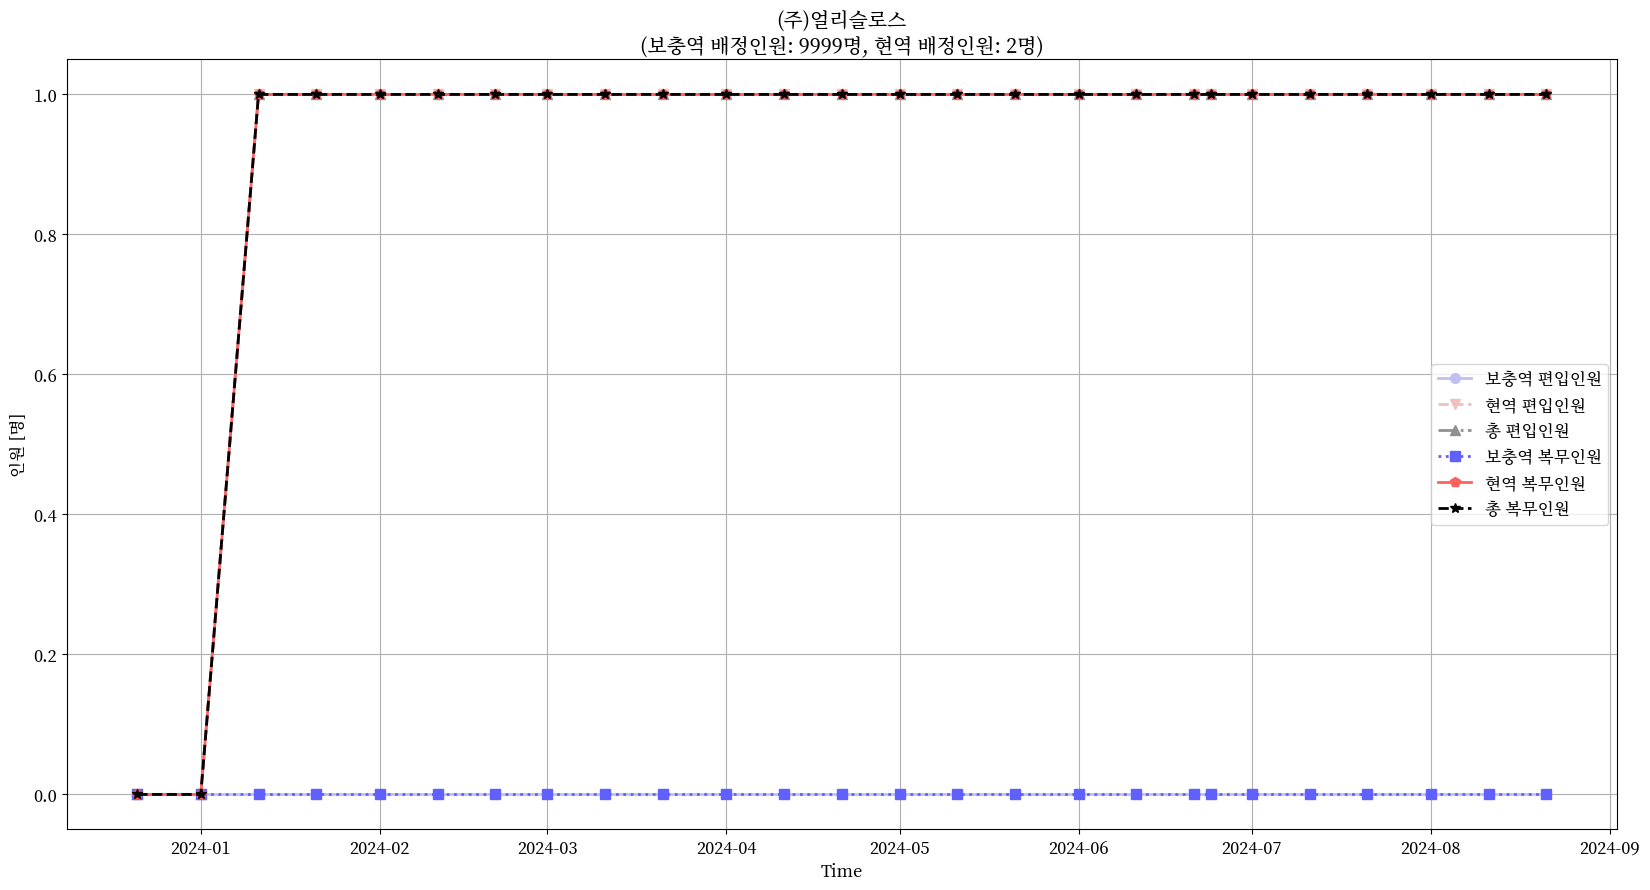 (주)얼리슬로스
(보충역 배정인원: 9999명, 현역 배정인원: 2명)
인원 [명]
1.0
0.8
0.6
0.4
0.2
0.0
보충역 편입인원
현역 편입인원
총 편입인원
보충역 복무인원
현역 복무인원
총 복무인원
2024-01 2024-02 2024-03 2024-04 2024-05 2024-06 2024-07 2024-08 2024-09
Time